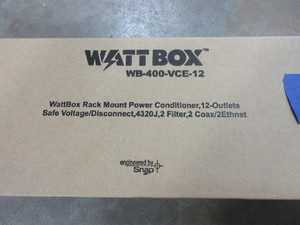 WATTBOX™
WB-400-VCE-12
WattBox Rack Mount Power Conditioner,12-Outlets
Safe Voltage/Disconnect,4320J,2 Filter,2 Coax/2Ethnet
engineered by
Snap